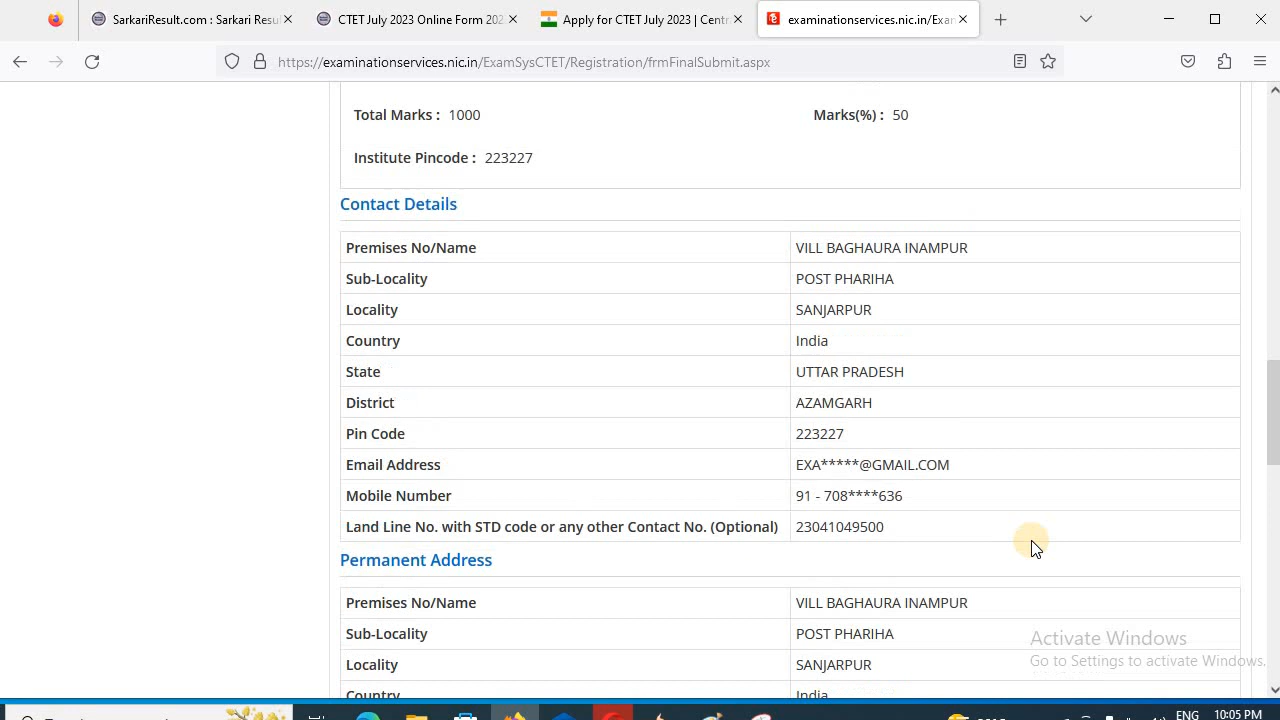 SarkariResult.com : Sarkari Resu
CTET July 2023 Online Form 202
Apply for CTET July 2023 | Centr
examinationservices.nic.in/Exam
https://examinationservices.nic.in/ExamSysCTET/Registration/frmFinalSubmit.aspx
Total Marks : 1000 Marks(%) : 50
Institute Pincode : 223227
Contact Details
Premises No/Name VILL BAGHAURA INAMPUR
Sub-Locality POST PHARIHA
Locality SANJARPUR
Country India
State UTTAR PRADESH
District AZAMGARH
Pin Code 223227
Email Address EXA*****@GMAIL.COM
Mobile Number 91 - 708****636
Land Line No. with STD code or any other Contact No. (Optional) 23041049500
Permanent Address
Premises No/Name VILL BAGHAURA INAMPUR
Sub-Locality POST PHARIHA
Activate Windows
Locality SANJARPUR
Go to Settings to activate Windows.
Country India
ENG 10:05 PM